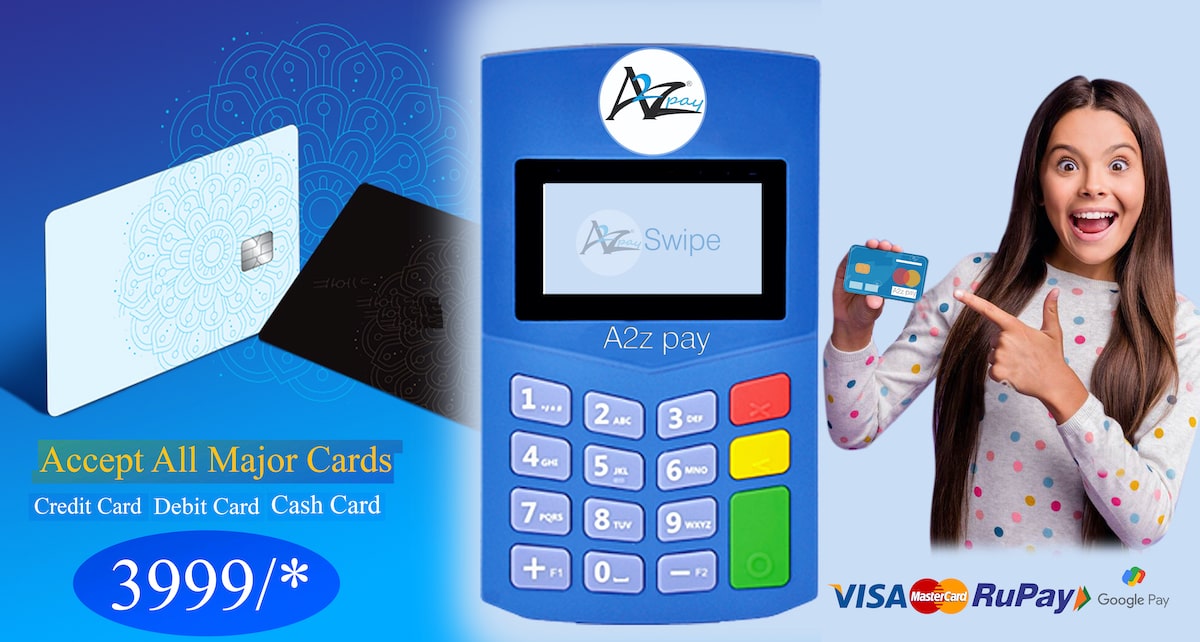 Accept All Major Cards
Credit Card Debit Card Cash Card
3999/*
A2z pay
®
A2z pay Swipe
A2z pay
1
2 ABC
3 DEF
4 GHI
5 JKL
6 MNO
7 PQRS
8 TUV
9 WXYZ
+ F1
0
- F2
A2z pay
VISA MasterCard RuPay Google Pay